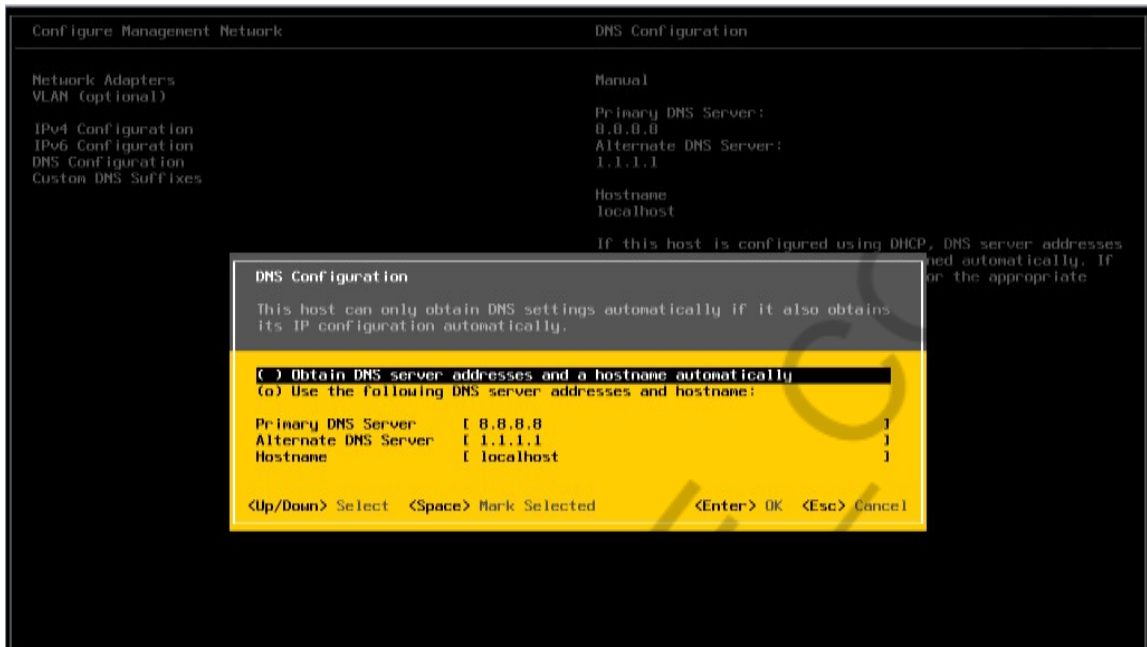 Configure Management Network
DNS Configuration
Network Adapters
VLAN (optional)
IPv4 Configuration
IPv6 Configuration
DNS Configuration
Custom DNS Suffixes
Manual
Primary DNS Server:
8.8.8.8
Alternate DNS Server:
1.1.1.1
Hostname
localhost
If this host is configured using DHCP, DNS server addresses
ned automatically. If
or the appropriate
DNS Configuration
This host can only obtain DNS settings automatically if it also obtains
its IP configuration automatically.
( ) Obtain DNS server addresses and a hostname automatically
(o) Use the following DNS server addresses and hostname:
Primary DNS Server [ 8.8.8.8 ]
Alternate DNS Server [ 1.1.1.1 ]
Hostname [ localhost ]
<Up/Down> Select <Space> Mark Selected <Enter> OK <Esc> Cancel